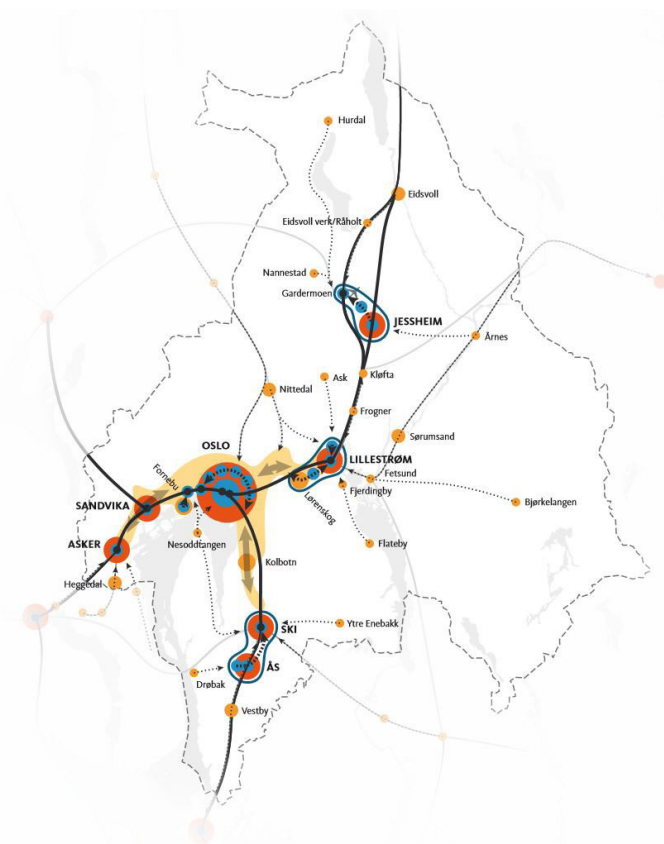 Hurdal
Eidsvoll
Eidsvoll verk/Råholt
Nannestad
Gardermoen
JESSHEIM
Årnes
Kløfta
Ask
Nittedal
Frogner
Sørumsand
OSLO
LILLESTRØM
Fornebu
Fetsund
Fjerdingby
Lørenskog
Bjørkelangen
SANDVIKA
ASKER
Nesoddtangen
Flateby
Kolbotn
Heggedal
Ytre Enebakk
SKI
ÅS
Drøbak
Vestby